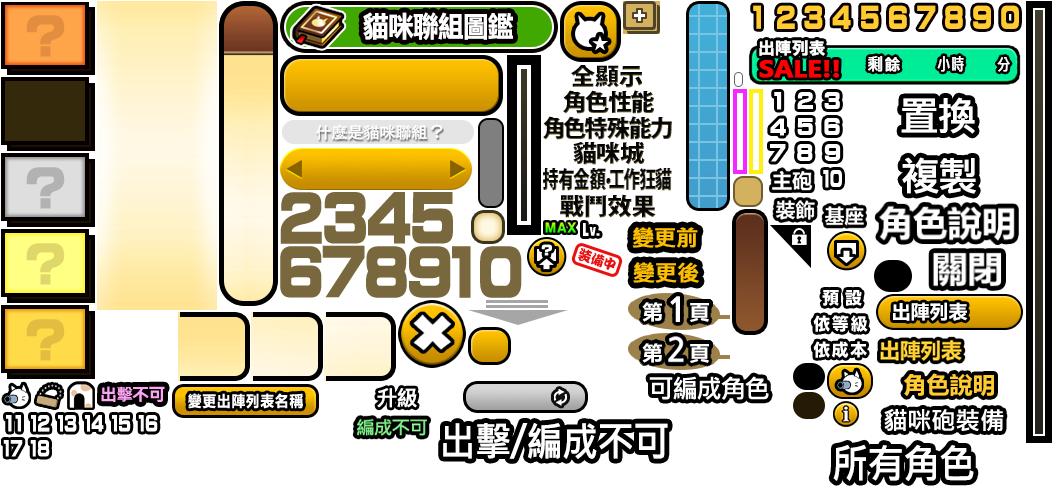 ?
?
?
?
?
貓咪聯組圖鑑
什麼是貓咪聯組？
2345
678910
全顯示
角色性能
角色特殊能力
貓咪城
持有金額·工作狂貓
戰鬥效果
MAX Lv.
装備中
1234567890
出陣列表
SALE!! 剩餘 小時 分
1 2 3
4 5 6
7 8 9
主砲 10
裝飾
基座
置換
複製
角色說明
關閉
變更前
變更後
第1頁
第2頁
可編成角色
預設
依等級
依成本
出陣列表
出陣列表
角色說明
貓咪砲裝備
所有角色
出擊不可
11 12 13 14 15 16
17 18
變更出陣列表名稱
升級
編成不可
出擊/編成不可